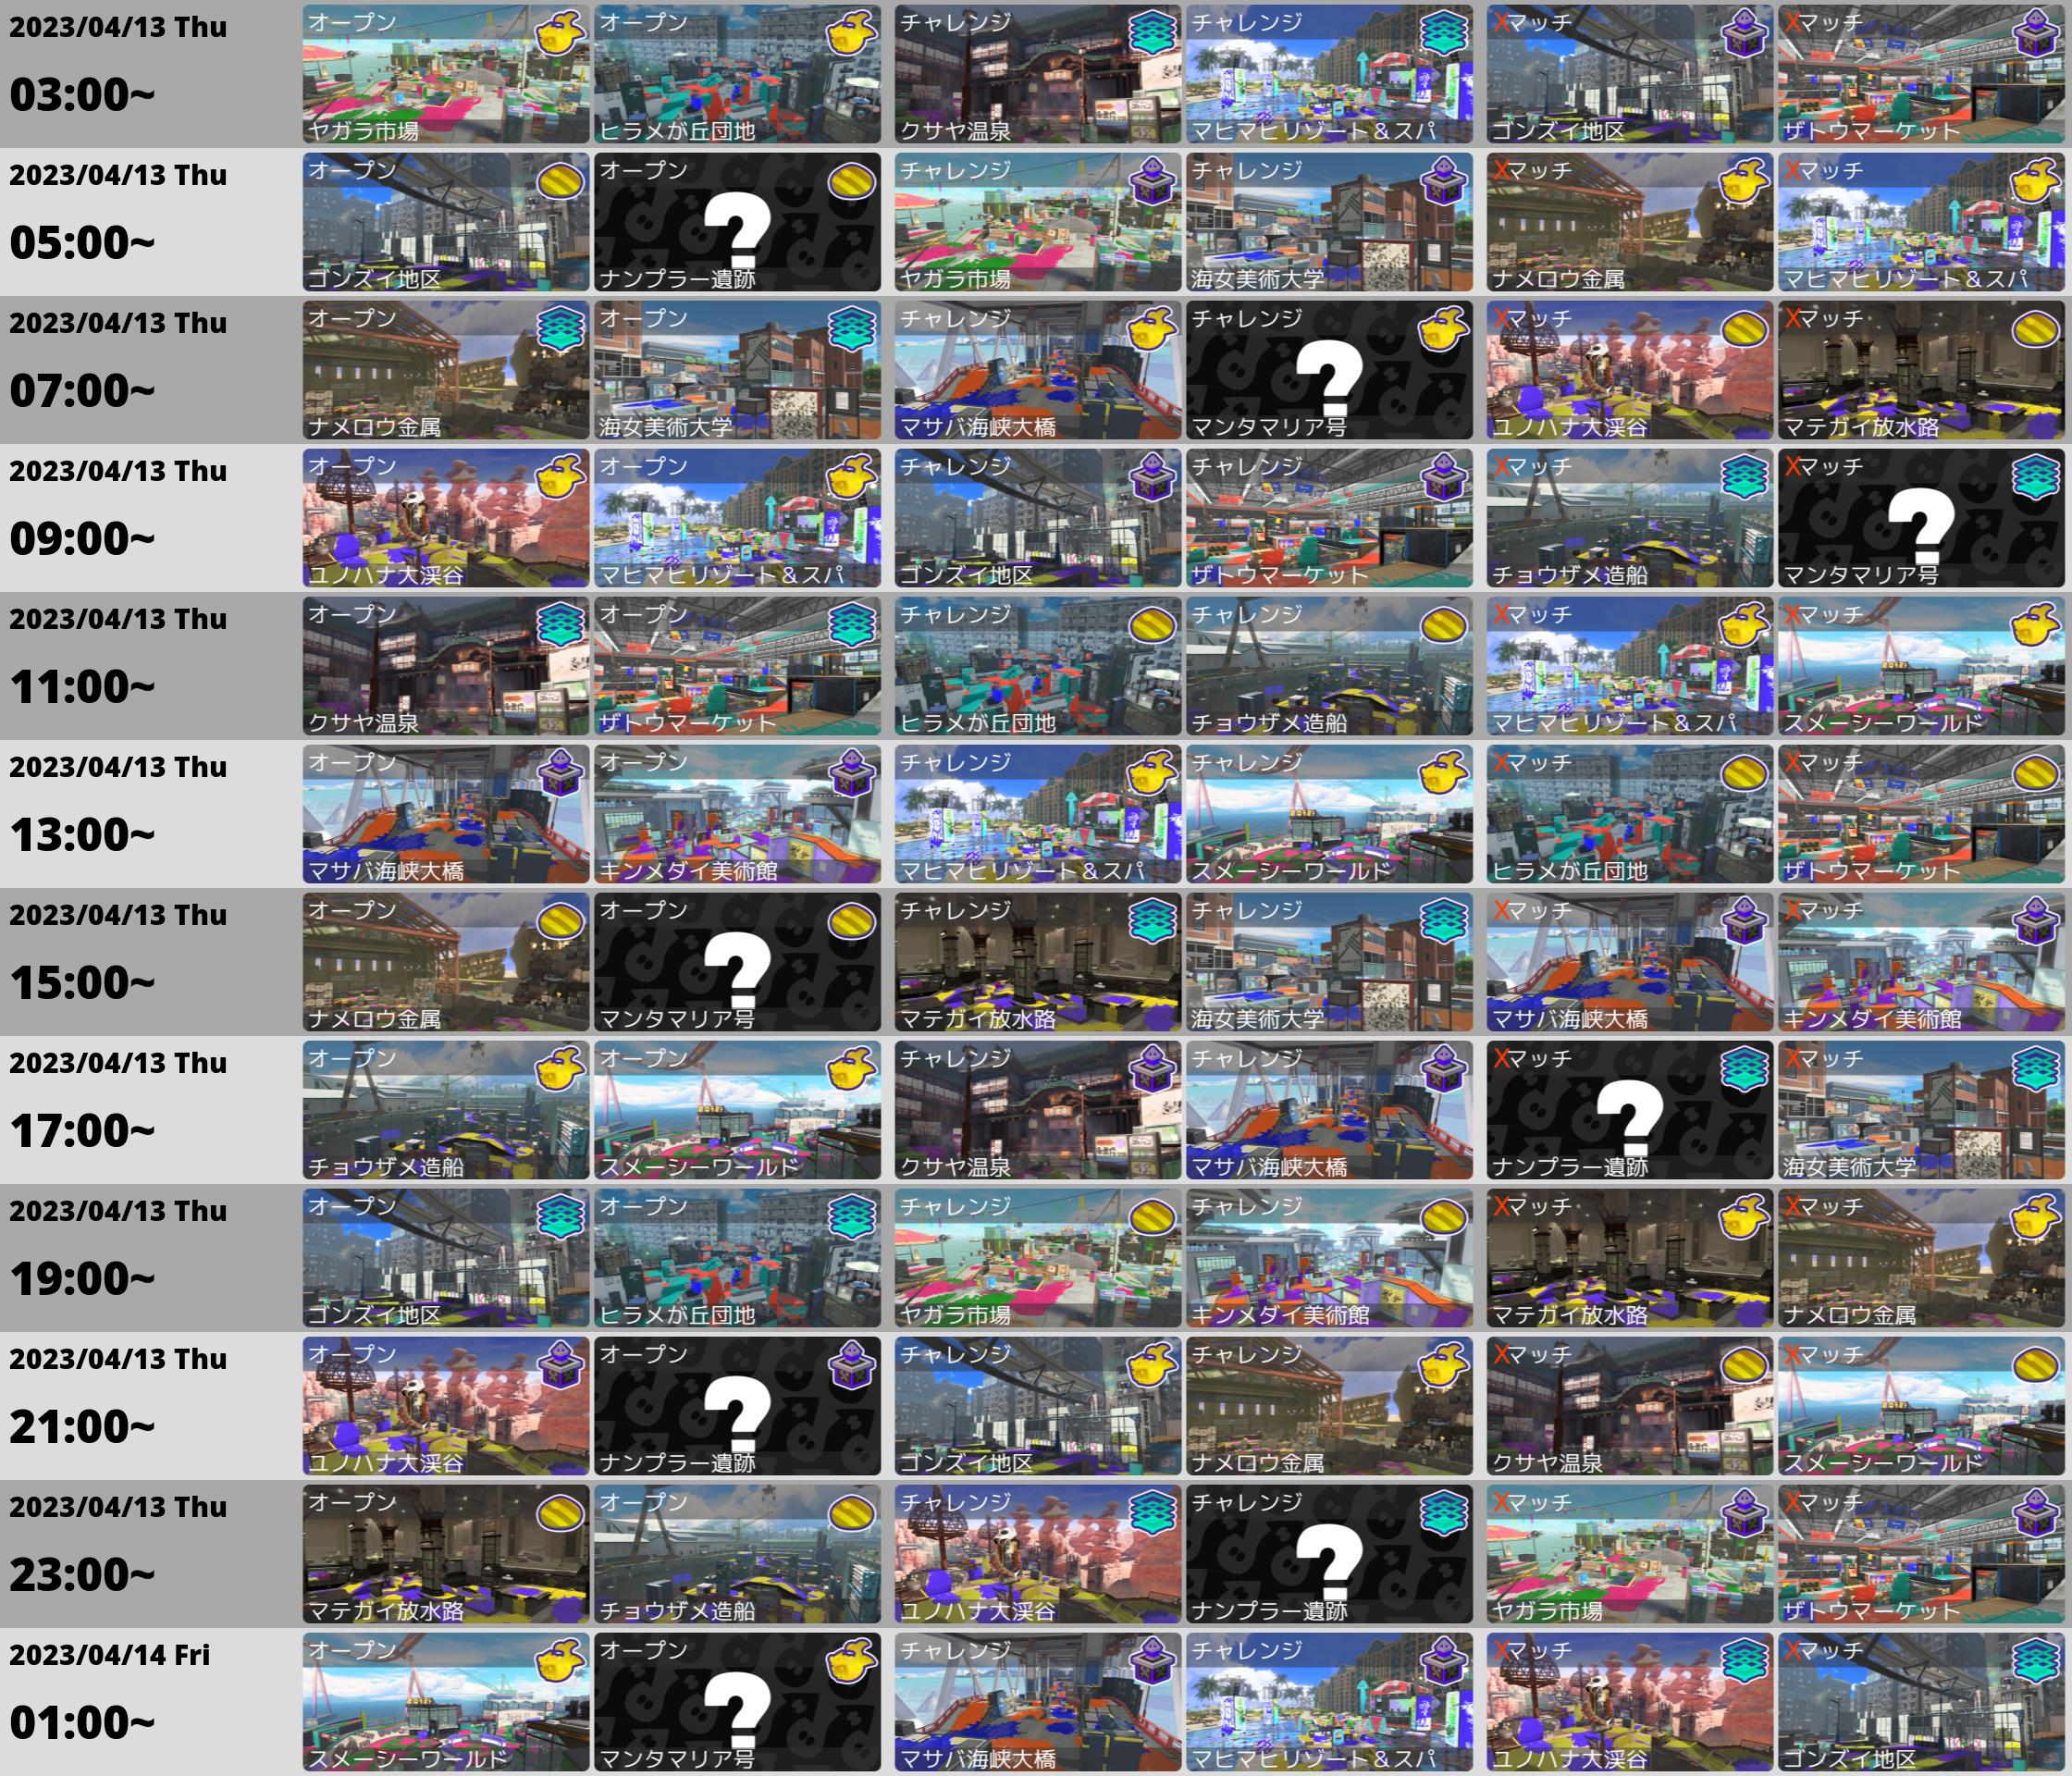 2023/04/13 Thu
03:00~
オープン オープン チャレンジ チャレンジ Xマッチ Xマッチ
ヤガラ市場 ヒラメが丘団地 クサヤ温泉 マヒマヒリゾート＆スパ ゴンズイ地区 ザトウマーケット
2023/04/13 Thu
05:00~
オープン オープン チャレンジ チャレンジ Xマッチ Xマッチ
ゴンズイ地区 ナンプラー遺跡 ヤガラ市場 海女美術大学 ナメロウ金属 マヒマヒリゾート＆スパ
2023/04/13 Thu
07:00~
オープン オープン チャレンジ チャレンジ Xマッチ Xマッチ
ナメロウ金属 海女美術大学 マサバ海峡大橋 マンタマリア号 ユノハナ大渓谷 マテガイ放水路
2023/04/13 Thu
09:00~
オープン オープン チャレンジ チャレンジ Xマッチ Xマッチ
ユノハナ大渓谷 マヒマヒリゾート＆スパ ゴンズイ地区 ザトウマーケット チョウザメ造船 マンタマリア号
2023/04/13 Thu
11:00~
オープン オープン チャレンジ チャレンジ Xマッチ Xマッチ
クサヤ温泉 ザトウマーケット ヒラメが丘団地 チョウザメ造船 マヒマヒリゾート＆スパ スメーシーワールド
2023/04/13 Thu
13:00~
オープン オープン チャレンジ チャレンジ Xマッチ Xマッチ
マサバ海峡大橋 キンメダイ美術館 マヒマヒリゾート＆スパ スメーシーワールド ヒラメが丘団地 ザトウマーケット
2023/04/13 Thu
15:00~
オープン オープン チャレンジ チャレンジ Xマッチ Xマッチ
ナメロウ金属 マンタマリア号 マテガイ放水路 海女美術大学 マサバ海峡大橋 キンメダイ美術館
2023/04/13 Thu
17:00~
オープン オープン チャレンジ チャレンジ Xマッチ Xマッチ
チョウザメ造船 スメーシーワールド クサヤ温泉 マサバ海峡大橋 ナンプラー遺跡 海女美術大学
2023/04/13 Thu
19:00~
オープン オープン チャレンジ チャレンジ Xマッチ Xマッチ
ゴンズイ地区 ヒラメが丘団地 ヤガラ市場 キンメダイ美術館 マテガイ放水路 ナメロウ金属
2023/04/13 Thu
21:00~
オープン オープン チャレンジ チャレンジ Xマッチ Xマッチ
ユノハナ大渓谷 ナンプラー遺跡 ゴンズイ地区 ナメロウ金属 クサヤ温泉 スメーシーワールド
2023/04/13 Thu
23:00~
オープン オープン チャレンジ チャレンジ Xマッチ Xマッチ
マテガイ放水路 チョウザメ造船 ユノハナ大渓谷 ナンプラー遺跡 ヤガラ市場 ザトウマーケット
2023/04/14 Fri
01:00~
オープン オープン チャレンジ チャレンジ Xマッチ Xマッチ
スメーシーワールド マンタマリア号 マサバ海峡大橋 マヒマヒリゾート＆スパ ユノハナ大渓谷 ゴンズイ地区